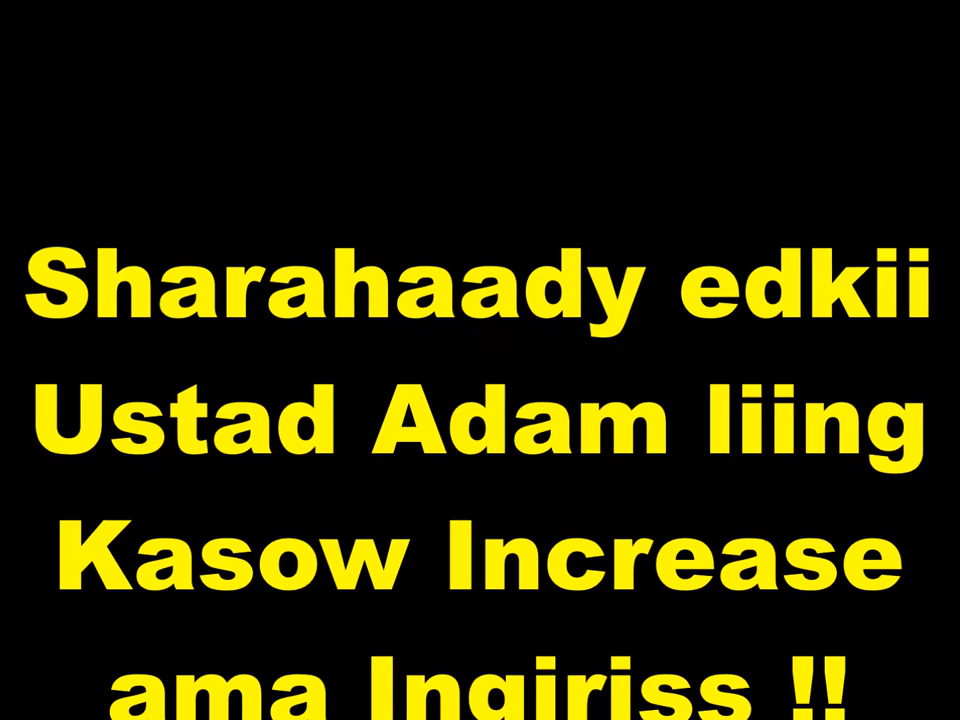 Sharahaady edkii
Ustad Adam liing
Kasow Increase
ama Ingiriss !!